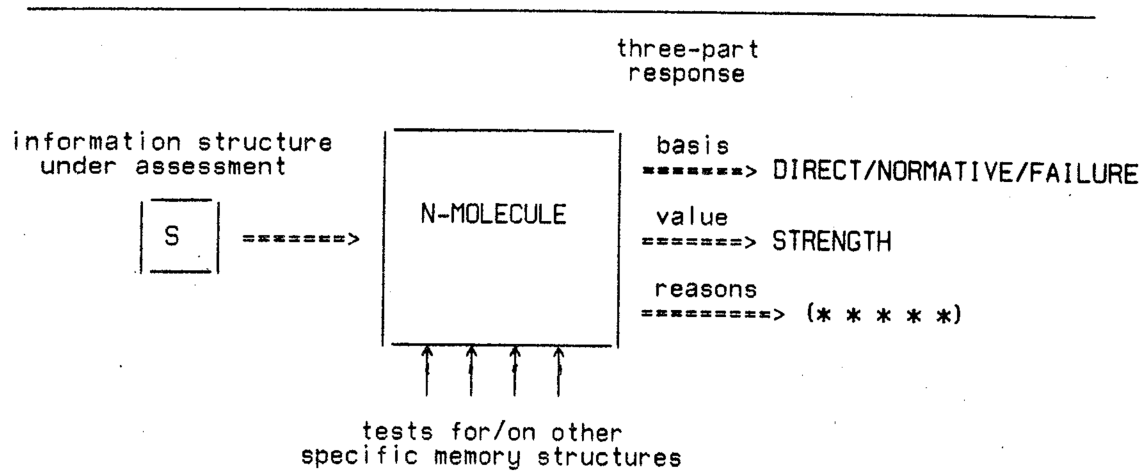 three-part
response
information structure
under assessment
S =======>
N-MOLECULE
basis
=======> DIRECT/NORMATIVE/FAILURE
value
=======> STRENGTH
reasons
=========> (* * * * *)
tests for/on other
specific memory structures